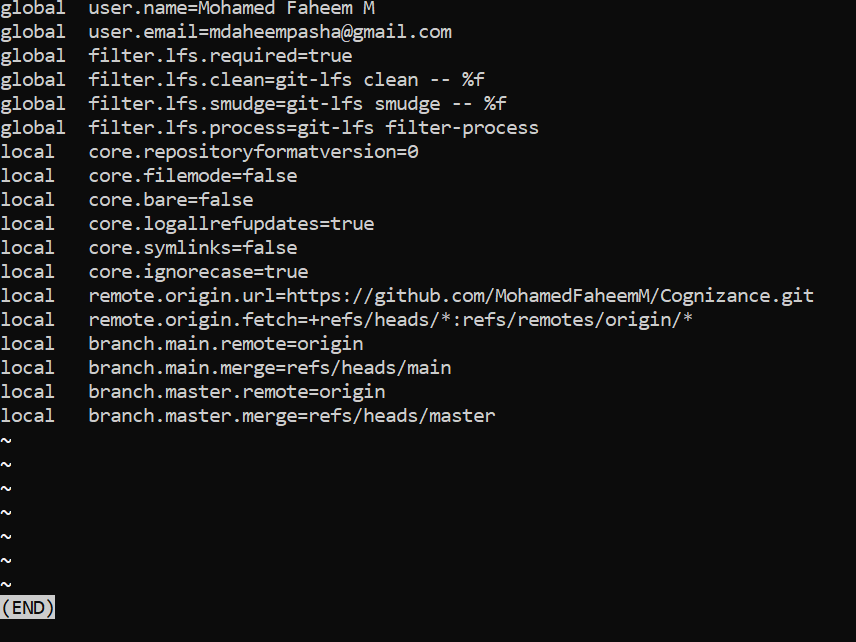 global  user.name=Mohamed Faheem M
global  user.email=mdaheempasha@gmail.com
global  filter.lfs.required=true
global  filter.lfs.clean=git-lfs clean -- %f
global  filter.lfs.smudge=git-lfs smudge -- %f
global  filter.lfs.process=git-lfs filter-process
local   core.repositoryformatversion=0
local   core.filemode=false
local   core.bare=false
local   core.logallrefupdates=true
local   core.symlinks=false
local   core.ignorecase=true
local   remote.origin.url=https://github.com/MohamedFaheemM/Cognizance.git
local   remote.origin.fetch=+refs/heads/*:refs/remotes/origin/*
local   branch.main.remote=origin
local   branch.main.merge=refs/heads/main
local   branch.master.remote=origin
local   branch.master.merge=refs/heads/master
~
~
~
~
~
~
~
(END)